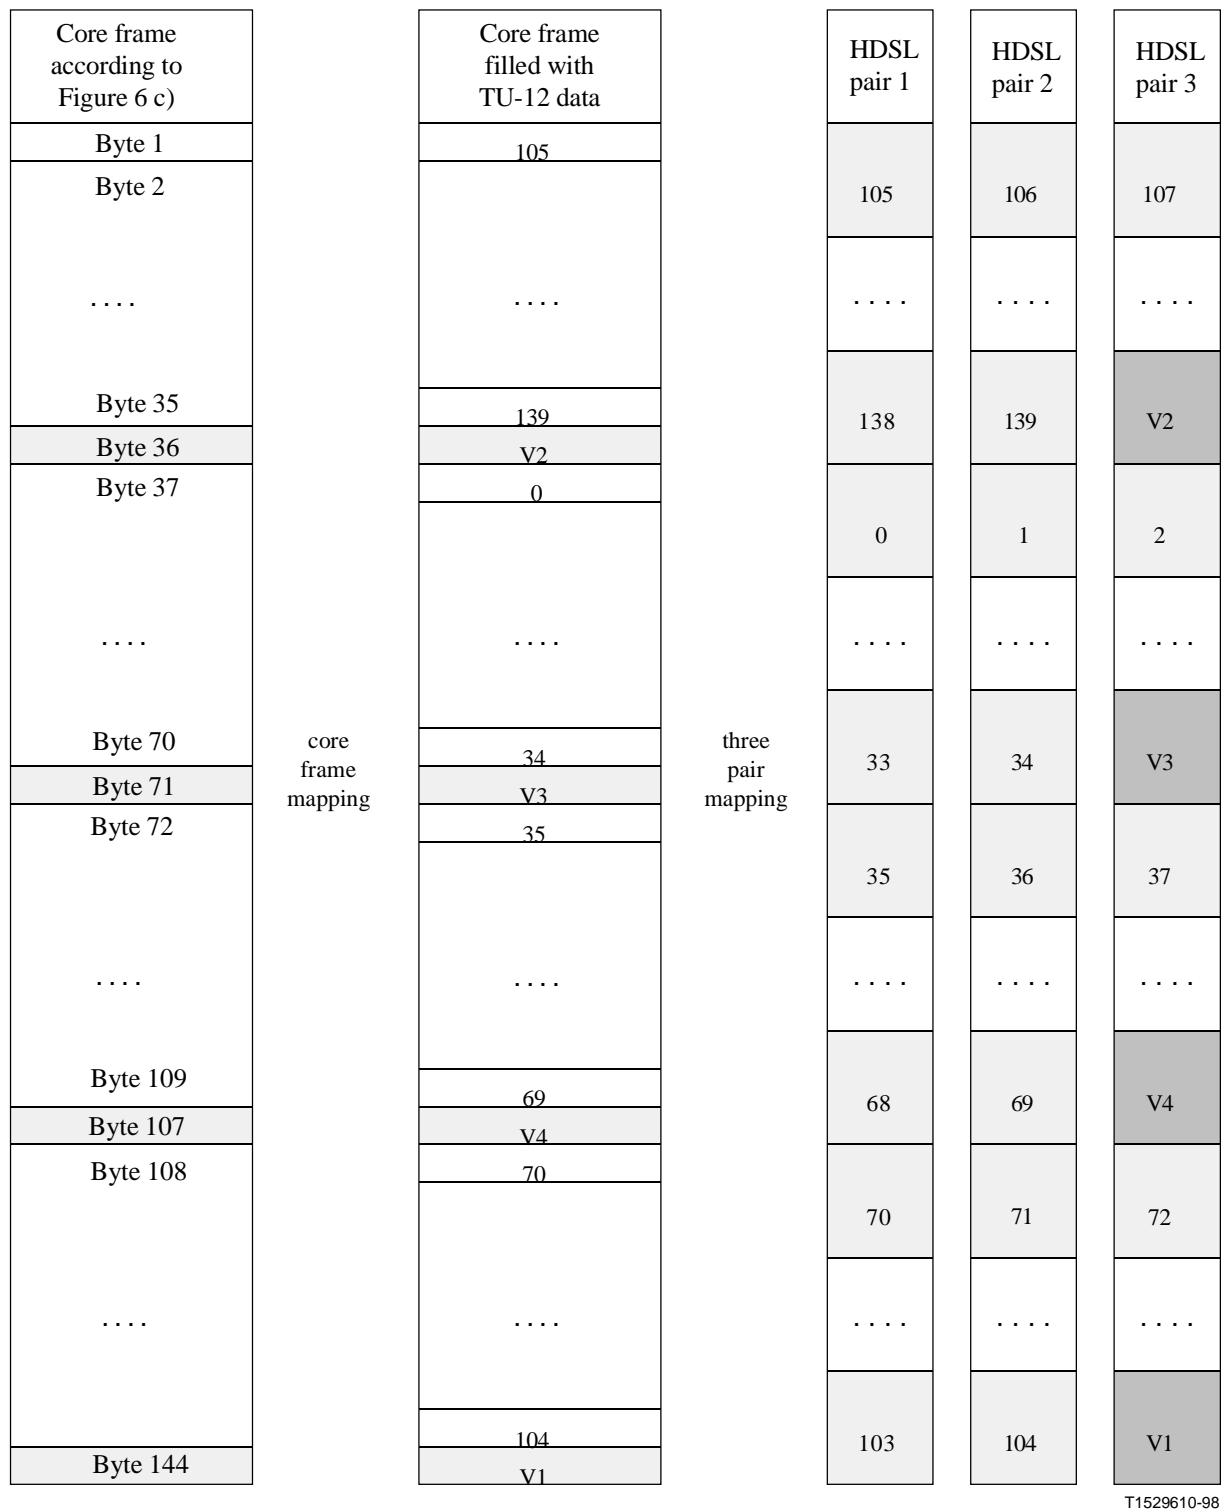 Core frame
according to
Figure 6 c)
Core frame
filled with
TU-12 data
HDSL
pair 1
HDSL
pair 2
HDSL
pair 3
Byte 1
105
Byte 2
105
106
107
. . . .
. . . .
. . . .
. . . .
. . . .
Byte 35
139
138
139
V2
Byte 36
V2
Byte 37
0
0
1
2
. . . .
. . . .
. . . .
. . . .
. . . .
Byte 70
34
33
34
V3
core
frame
mapping
three
pair
mapping
Byte 71
V3
Byte 72
35
35
36
37
. . . .
. . . .
. . . .
. . . .
. . . .
Byte 109
69
68
69
V4
Byte 107
V4
Byte 108
70
70
71
72
. . . .
. . . .
. . . .
. . . .
. . . .
104
103
104
V1
Byte 144
V1
T1529610-98